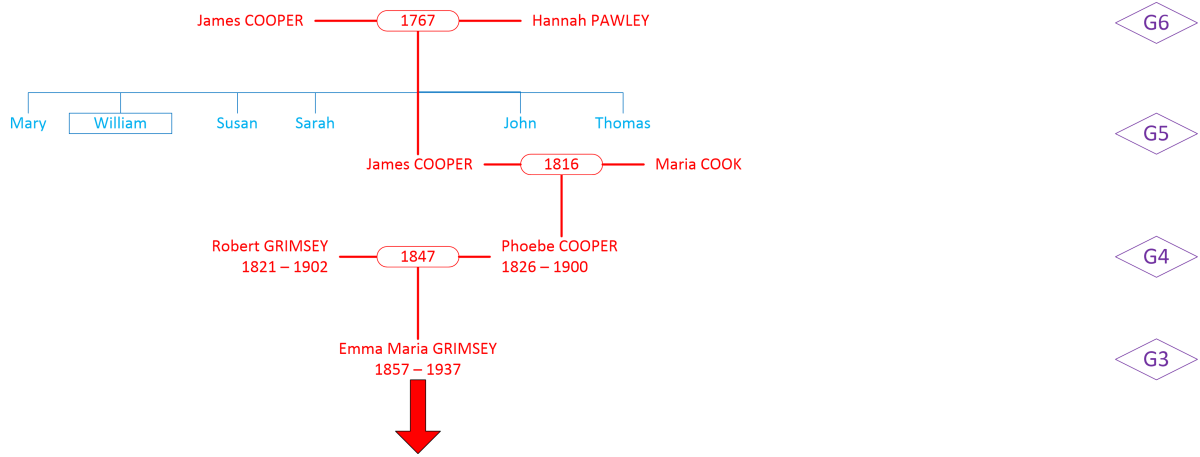 James COOPER 1767 Hannah PAWLEY G6
Mary William Susan Sarah John Thomas G5
James COOPER 1816 Maria COOK
Robert GRIMSEY 1847 Phoebe COOPER G4
1821 – 1902 1826 – 1900
Emma Maria GRIMSEY G3
1857 – 1937